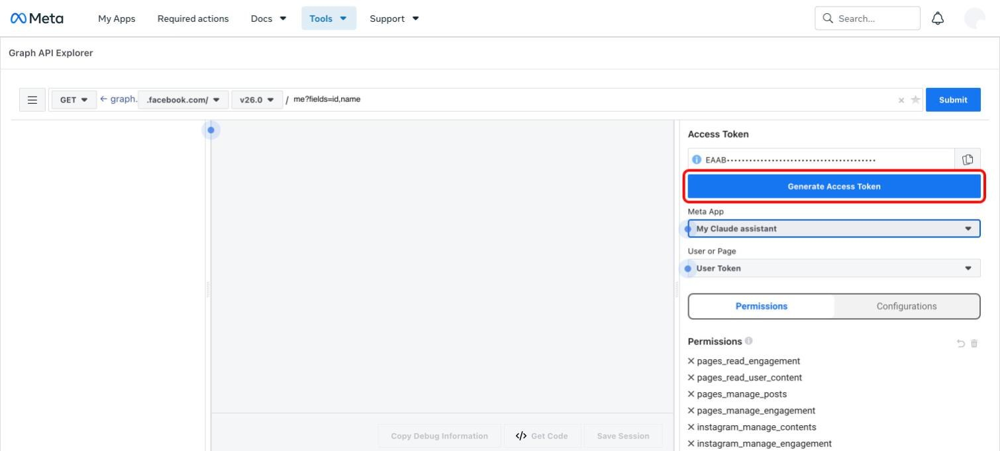 Meta My Apps Required actions Docs Tools Support Search...
Graph API Explorer
GET graph. .facebook.com/ v26.0 / me?fields=id,name Submit
Access Token
EAAB••••••••••••••••••••••••••••••••••••••••
Generate Access Token
Meta App
My Claude assistant
User or Page
User Token
Permissions Configurations
Permissions
pages_read_engagement
pages_read_user_content
pages_manage_posts
pages_manage_engagement
instagram_manage_contents
instagram_manage_engagement
Copy Debug Information </> Get Code Save Session